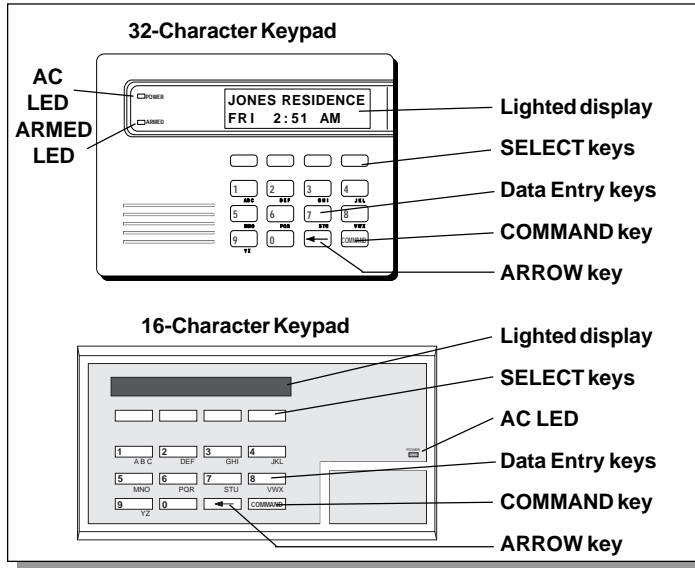 32-Character Keypad
AC
LED
ARMED
LED
POWER
ARMED
JONES RESIDENCE
FRI 2:51 AM
Lighted display
SELECT keys
Data Entry keys
COMMAND key
ARROW key
1 2 3 4
ABC DEF GHI JKL
5 6 7 8
MNO PQR STU VWX
9 0 COMMAND
YZ
16-Character Keypad
Lighted display
SELECT keys
AC LED
POWER
Data Entry keys
COMMAND key
ARROW key
1 2 3 4
ABC DEF GHI JKL
5 6 7 8
MNO PQR STU VWX
9 0 COMMAND
YZ